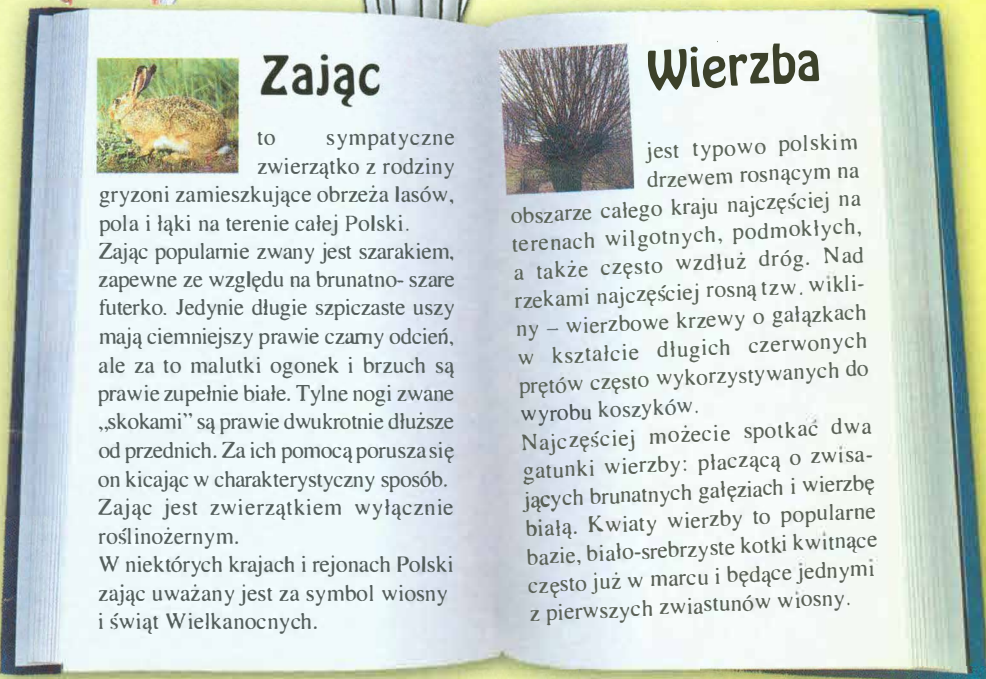 Zając
to sympatyczne
zwierzątko z rodziny
gryzoni zamieszkujące obrzeża lasów,
pola i łąki na terenie całej Polski.
Zając popularnie zwany jest szarakiem,
zapewne ze względu na brunatno- szare
futerko. Jedynie długie szpiczaste uszy
mają ciemniejszy prawie czarny odcień,
ale za to malutki ogonek i brzuch są
prawie zupełnie białe. Tylne nogi zwane
„skokami” są prawie dwukrotnie dłuższe
od przednich. Za ich pomocą porusza się
on kicając w charakterystyczny sposób.
Zając jest zwierzątkiem wyłącznie
roślinożernym.
W niektórych krajach i rejonach Polski
zając uważany jest za symbol wiosny
i świąt Wielkanocnych.
Wierzba
jest typowo polskim
drzewem rosnącym na
obszarze całego kraju najczęściej na
terenach wilgotnych, podmokłych,
a także często wzdłuż dróg. Nad
rzekami najczęściej rosną tzw. wikli-
ny – wierzbowe krzewy o gałązkach
w kształcie długich czerwonych
prętów często wykorzystywanych do
wyrobu koszyków.
Najczęściej możecie spotkać dwa
gatunki wierzby: płaczącą o zwisa-
jących brunatnych gałęziach i wierzbę
białą. Kwiaty wierzby to popularne
bazie, biało-srebrzyste kotki kwitnące
często już w marcu i będące jednymi
z pierwszych zwiastunów wiosny.